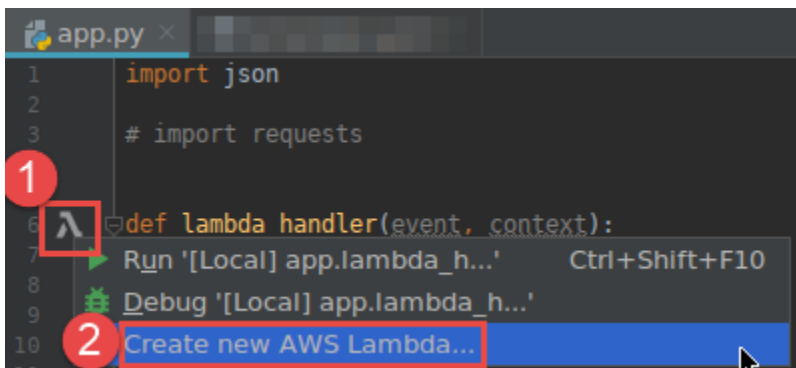 app.py
1 import json
2
3 # import requests
1
6 λ def lambda_handler(event, context):
7 Run '[Local] app.lambda_h...' Ctrl+Shift+F10
8
9 Debug '[Local] app.lambda_h...'
10 2 Create new AWS Lambda...